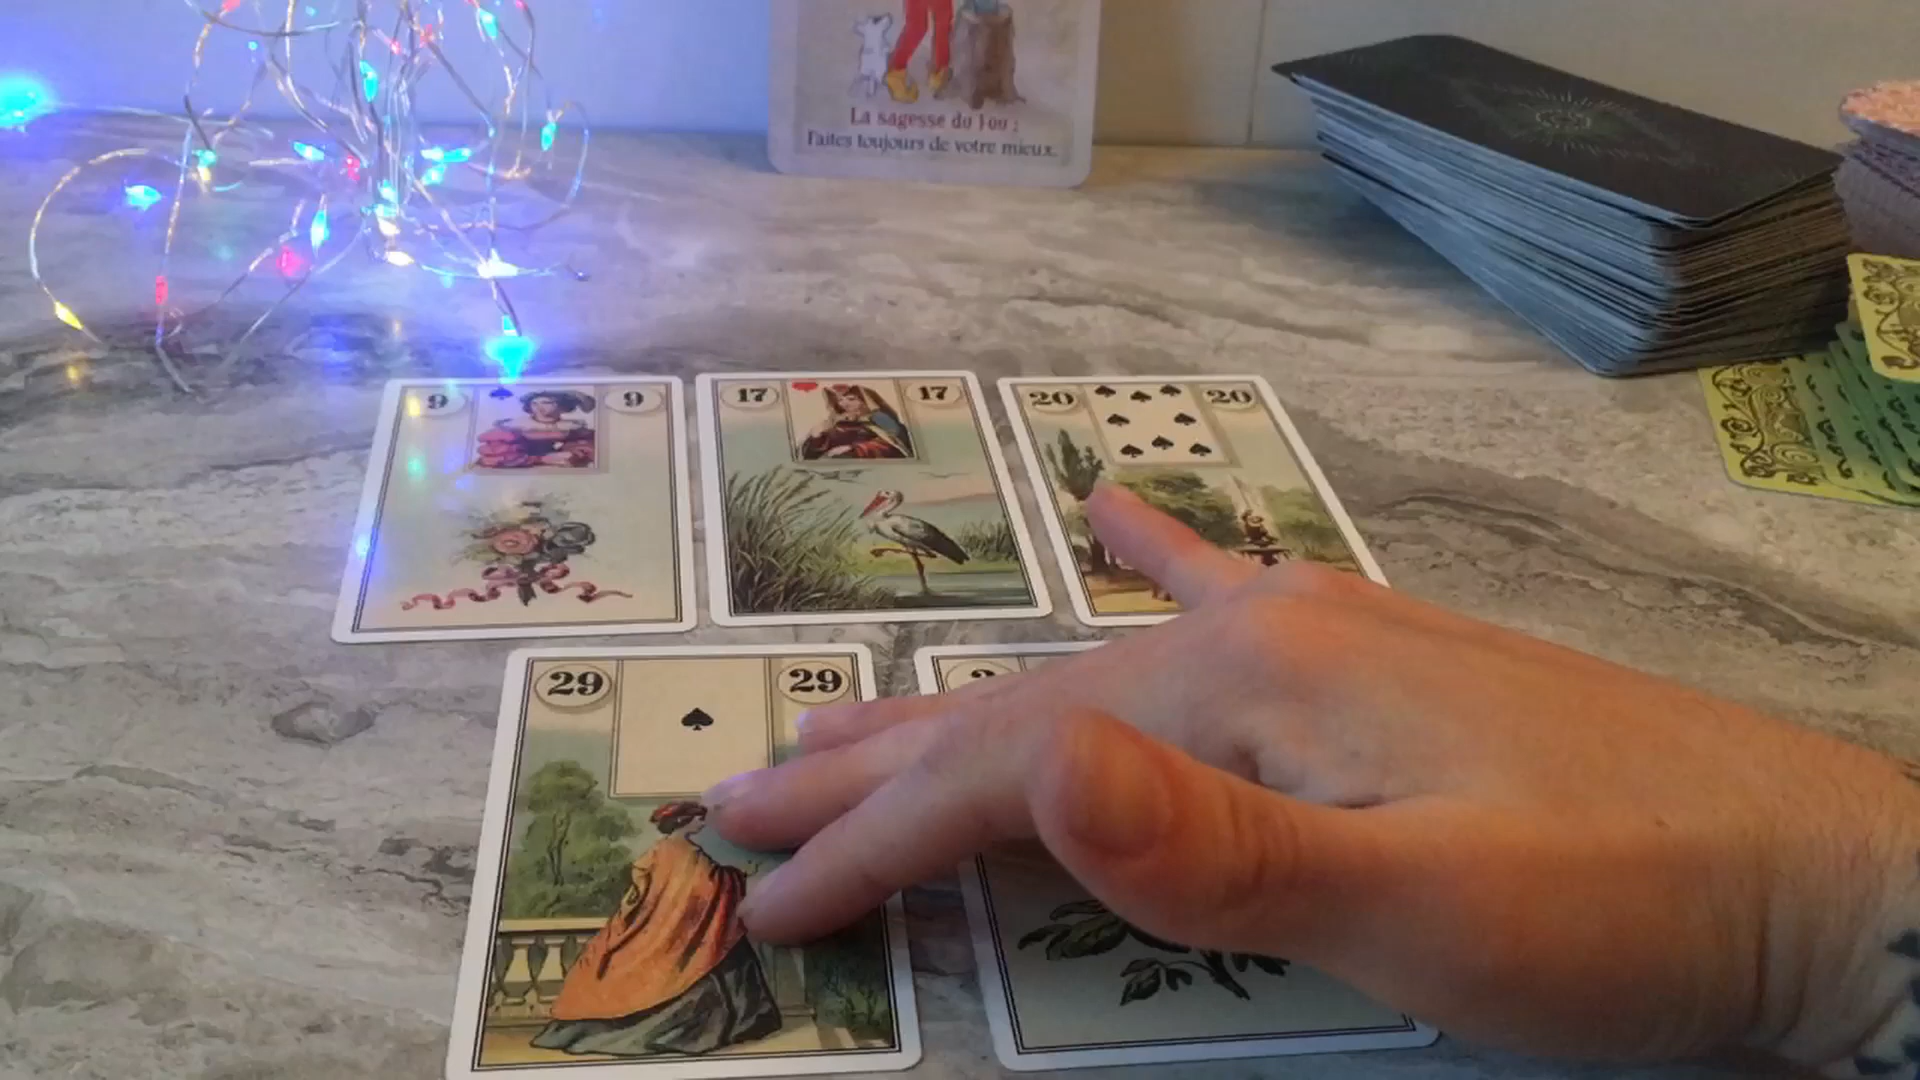 La sagesse du Fou :
Faites toujours de votre mieux.
9 9
17 17
20 20
29 29